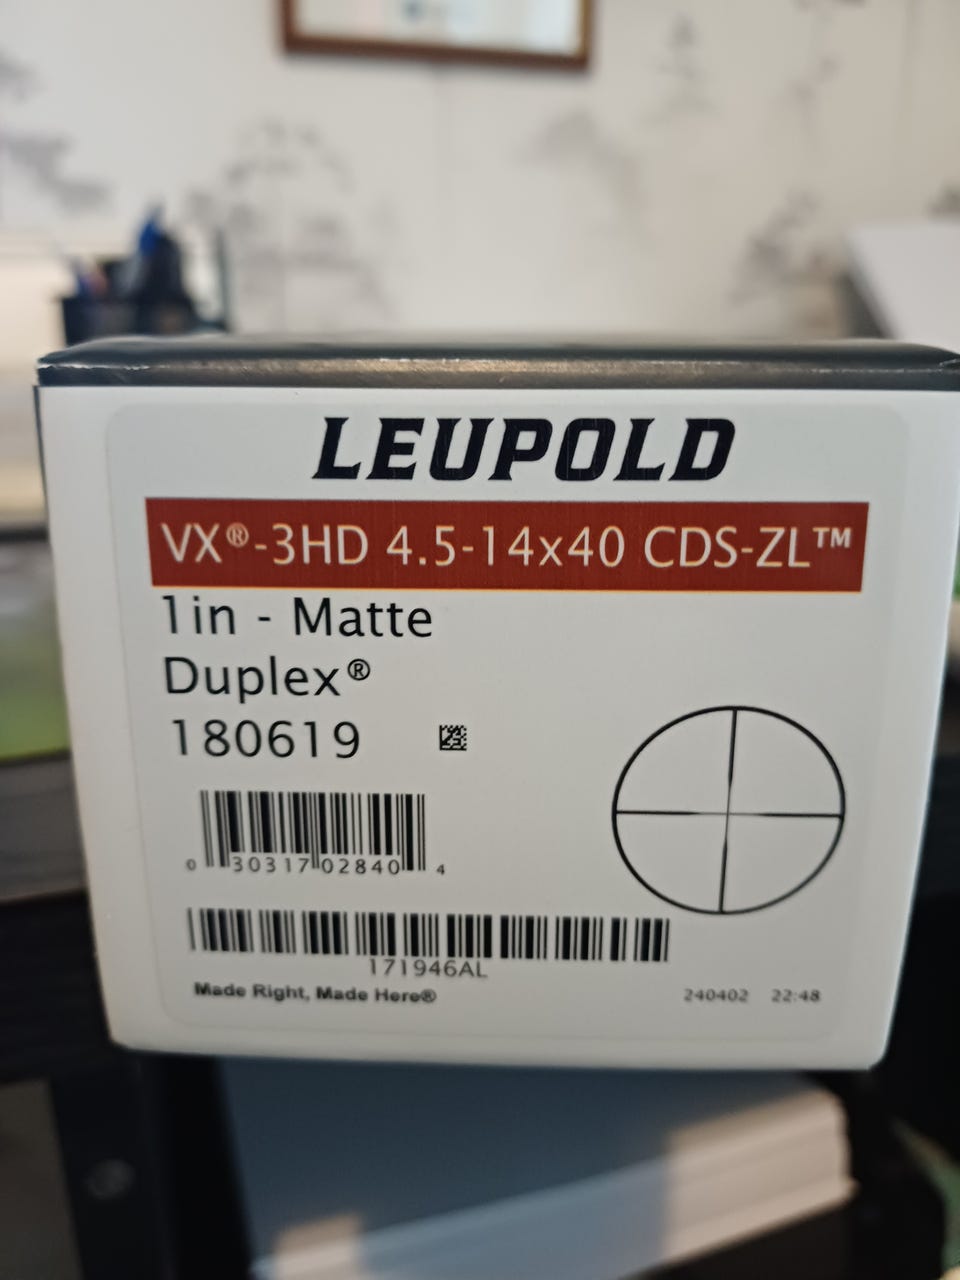 LEUPOLD
VX®-3HD 4.5-14x40 CDS-ZL™
1in - Matte
Duplex®
180619
0 30317 02840 4
171946AL
Made Right, Made Here®
240402 22:48